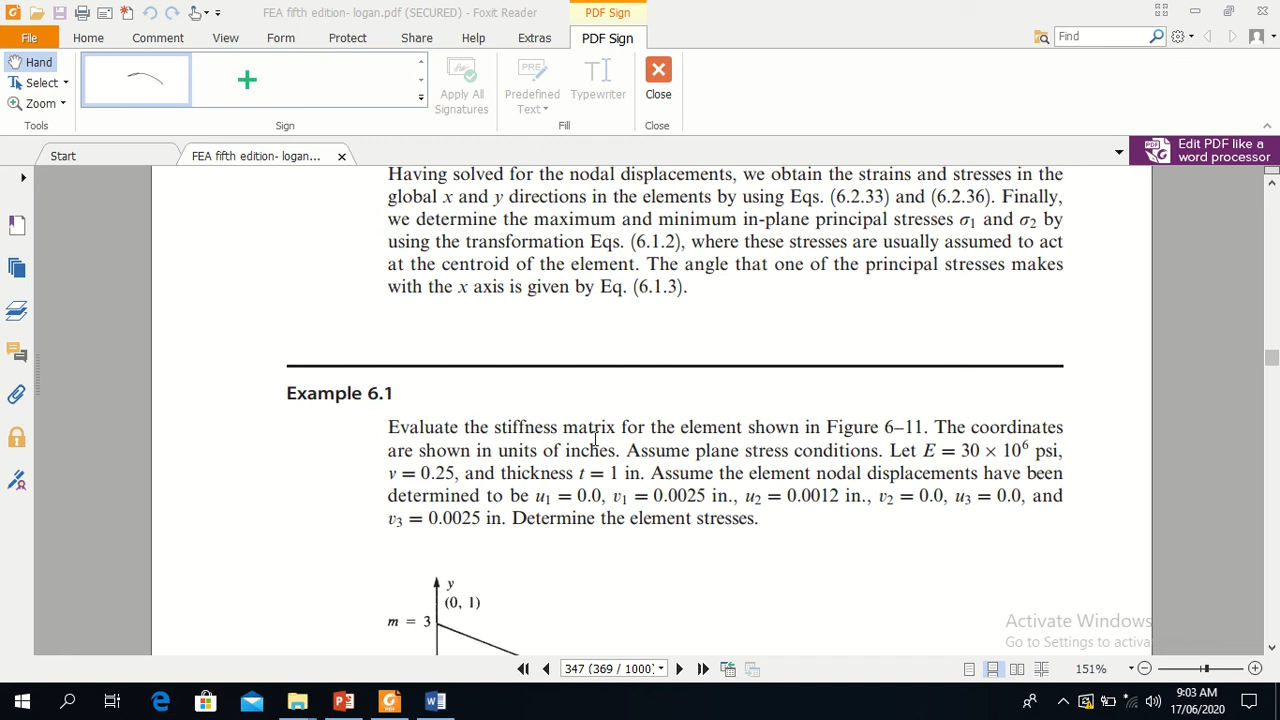 FEA fifth edition- logan.pdf (SECURED) - Foxit Reader
PDF Sign
File
Home
Comment
View
Form
Protect
Share
Help
Extras
PDF Sign
Find
Hand
Select
Zoom
Tools
Sign
Apply All
Signatures
Predefined
Text
Typewriter
Fill
Close
Close
Start
FEA fifth edition- logan...
Edit PDF like a
word processor
Having solved for the nodal displacements, we obtain the strains and stresses in the
global x and y directions in the elements by using Eqs. (6.2.33) and (6.2.36). Finally,
we determine the maximum and minimum in-plane principal stresses σ₁ and σ₂ by
using the transformation Eqs. (6.1.2), where these stresses are usually assumed to act
at the centroid of the element. The angle that one of the principal stresses makes
with the x axis is given by Eq. (6.1.3).
Example 6.1
Evaluate the stiffness matrix for the element shown in Figure 6–11. The coordinates
are shown in units of inches. Assume plane stress conditions. Let E = 30 × 10⁶ psi,
ν = 0.25, and thickness t = 1 in. Assume the element nodal displacements have been
determined to be u₁ = 0.0, v₁ = 0.0025 in., u₂ = 0.0012 in., v₂ = 0.0, u₃ = 0.0, and
v₃ = 0.0025 in. Determine the element stresses.
y
(0, 1)
m = 3
Activate Windows
Go to Settings to activa
347 (369 / 1000)
151%
9:03 AM
17/06/2020